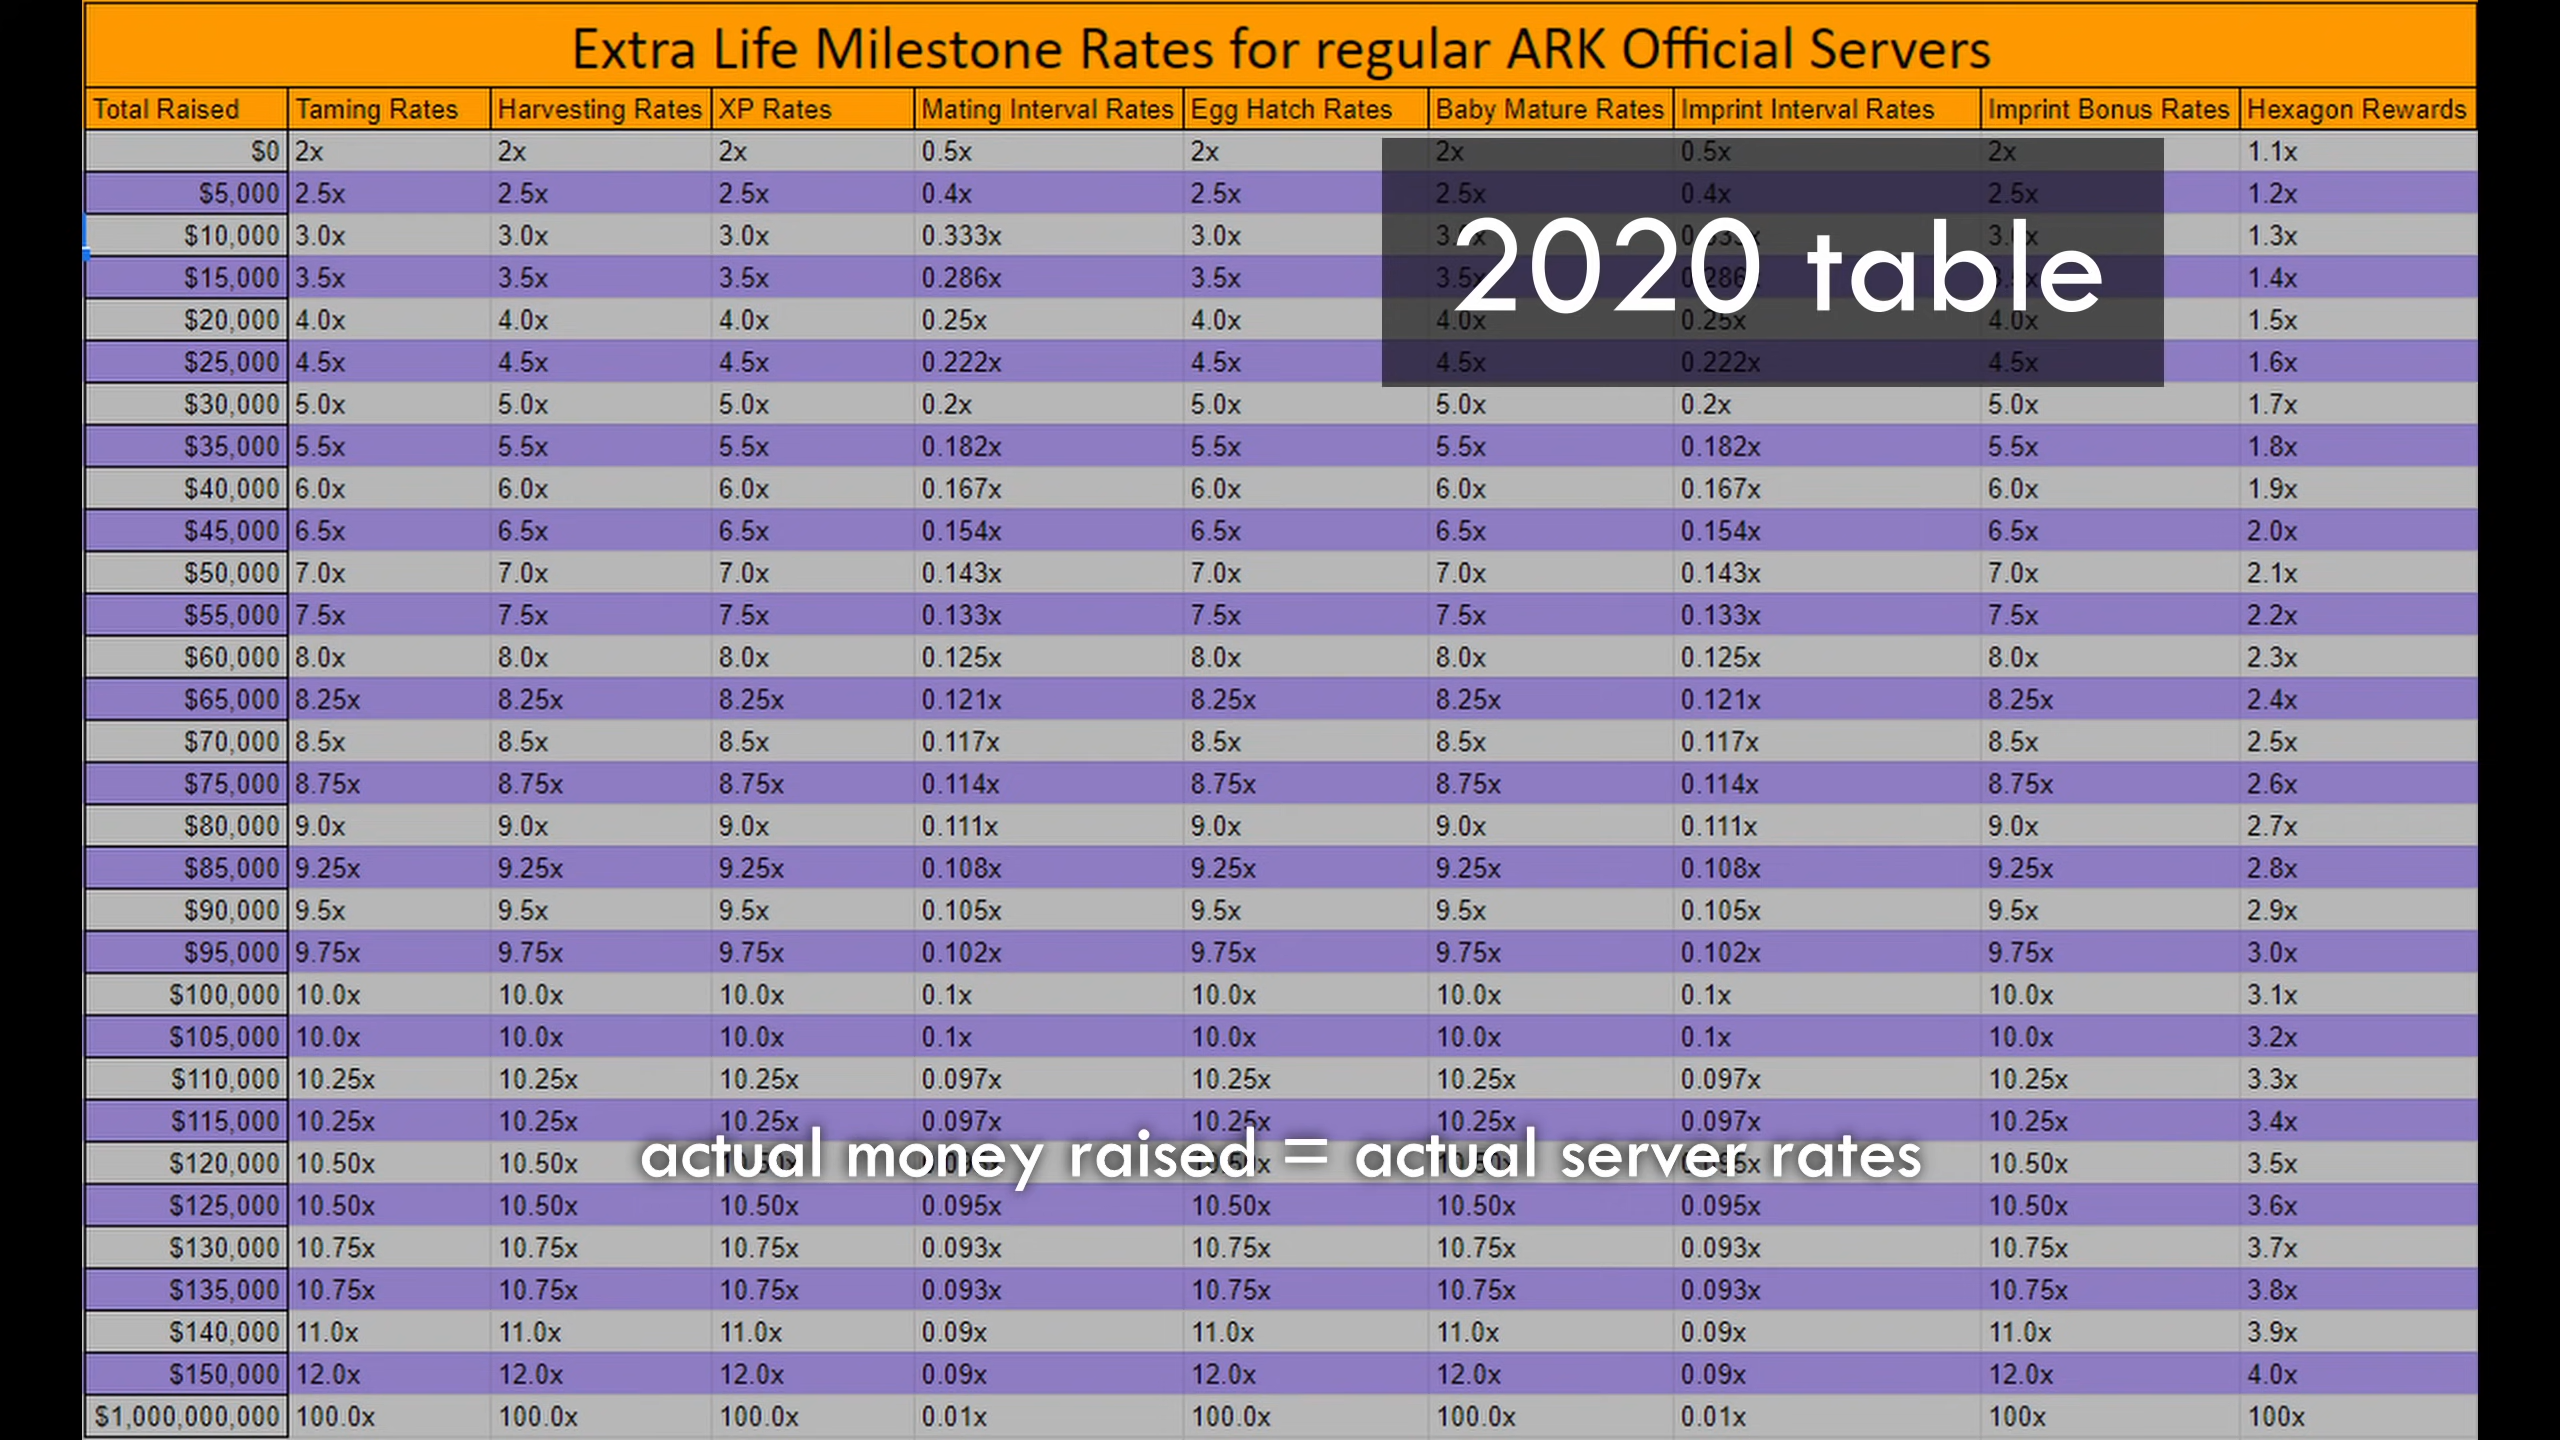 Extra Life Milestone Rates for regular ARK Official Servers
Total Raised Taming Rates Harvesting Rates XP Rates Mating Interval Rates Egg Hatch Rates Baby Mature Rates Imprint Interval Rates Imprint Bonus Rates Hexagon Rewards
$0 2x 2x 2x 0.5x 2x 2x 0.5x 2x 1.1x
$5,000 2.5x 2.5x 2.5x 0.4x 2.5x 2.5x 0.4x 2.5x 1.2x
$10,000 3.0x 3.0x 3.0x 0.333x 3.0x 1.3x
2020 table
$15,000 3.5x 3.5x 3.5x 0.286x 3.5x 3.5x 1.4x
$20,000 4.0x 4.0x 4.0x 0.25x 4.0x 4.0x 0.25x 4.0x 1.5x
$25,000 4.5x 4.5x 4.5x 0.222x 4.5x 4.5x 0.222x 4.5x 1.6x
$30,000 5.0x 5.0x 5.0x 0.2x 5.0x 5.0x 0.2x 5.0x 1.7x
$35,000 5.5x 5.5x 5.5x 0.182x 5.5x 5.5x 0.182x 5.5x 1.8x
$40,000 6.0x 6.0x 6.0x 0.167x 6.0x 6.0x 0.167x 6.0x 1.9x
$45,000 6.5x 6.5x 6.5x 0.154x 6.5x 6.5x 0.154x 6.5x 2.0x
$50,000 7.0x 7.0x 7.0x 0.143x 7.0x 7.0x 0.143x 7.0x 2.1x
$55,000 7.5x 7.5x 7.5x 0.133x 7.5x 7.5x 0.133x 7.5x 2.2x
$60,000 8.0x 8.0x 8.0x 0.125x 8.0x 8.0x 0.125x 8.0x 2.3x
$65,000 8.25x 8.25x 8.25x 0.121x 8.25x 8.25x 0.121x 8.25x 2.4x
$70,000 8.5x 8.5x 8.5x 0.117x 8.5x 8.5x 0.117x 8.5x 2.5x
$75,000 8.75x 8.75x 8.75x 0.114x 8.75x 8.75x 0.114x 8.75x 2.6x
$80,000 9.0x 9.0x 9.0x 0.111x 9.0x 9.0x 0.111x 9.0x 2.7x
$85,000 9.25x 9.25x 9.25x 0.108x 9.25x 9.25x 0.108x 9.25x 2.8x
$90,000 9.5x 9.5x 9.5x 0.105x 9.5x 9.5x 0.105x 9.5x 2.9x
$95,000 9.75x 9.75x 9.75x 0.102x 9.75x 9.75x 0.102x 9.75x 3.0x
$100,000 10.0x 10.0x 10.0x 0.1x 10.0x 10.0x 0.1x 10.0x 3.1x
$105,000 10.0x 10.0x 10.0x 0.1x 10.0x 10.0x 0.1x 10.0x 3.2x
$110,000 10.25x 10.25x 10.25x 0.097x 10.25x 10.25x 0.097x 10.25x 3.3x
$115,000 10.25x 10.25x 10.25x 0.097x 10.25x 10.25x 0.097x 10.25x 3.4x
actual money raised = actual server rates
$120,000 10.50x 10.50x 10.50x 3.5x
$125,000 10.50x 10.50x 10.50x 0.095x 10.50x 10.50x 0.095x 10.50x 3.6x
$130,000 10.75x 10.75x 10.75x 0.093x 10.75x 10.75x 0.093x 10.75x 3.7x
$135,000 10.75x 10.75x 10.75x 0.093x 10.75x 10.75x 0.093x 10.75x 3.8x
$140,000 11.0x 11.0x 11.0x 0.09x 11.0x 11.0x 0.09x 11.0x 3.9x
$150,000 12.0x 12.0x 12.0x 0.09x 12.0x 12.0x 0.09x 12.0x 4.0x
$1,000,000,000 100.0x 100.0x 100.0x 0.01x 100.0x 100.0x 0.01x 100x 100x